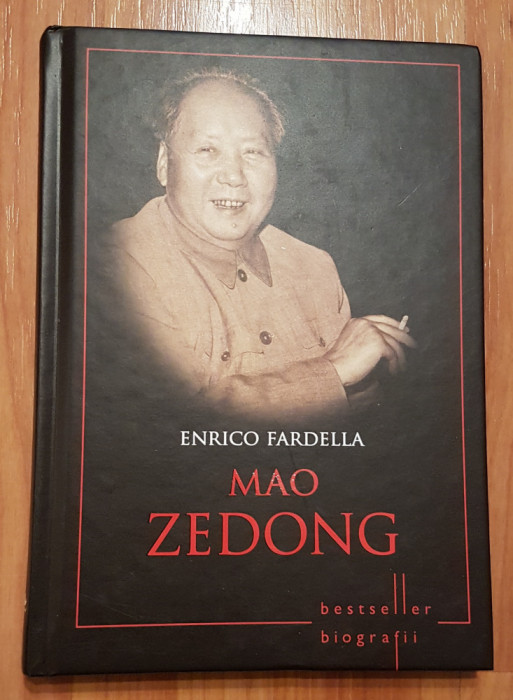 ENRICO FARDELLA
MAO
ZEDONG
bestseller
biografii